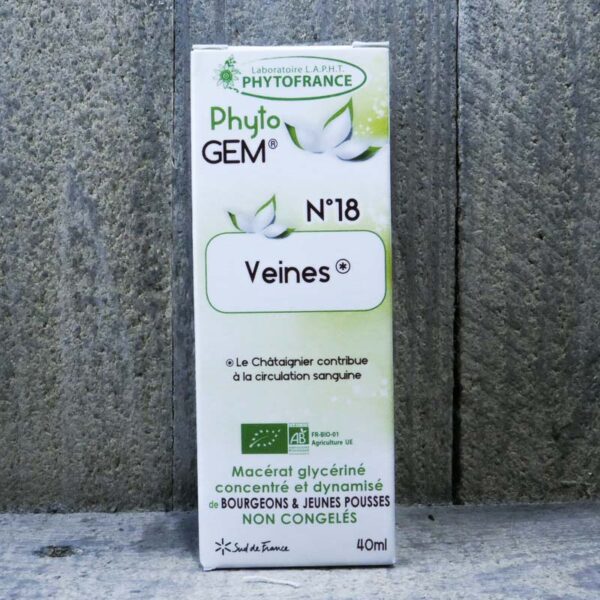 Laboratoire L.A.P.H.T.
PHYTOFRANCE
Phyto
GEM®
N°18
Veines *
* Le Châtaignier contribue
à la circulation sanguine
AB
FR-BIO-01
Agriculture UE
Macérat glycériné
concentré et dynamisé
de BOURGEONS & JEUNES POUSSES
NON CONGELÉS
Sud de France
40ml